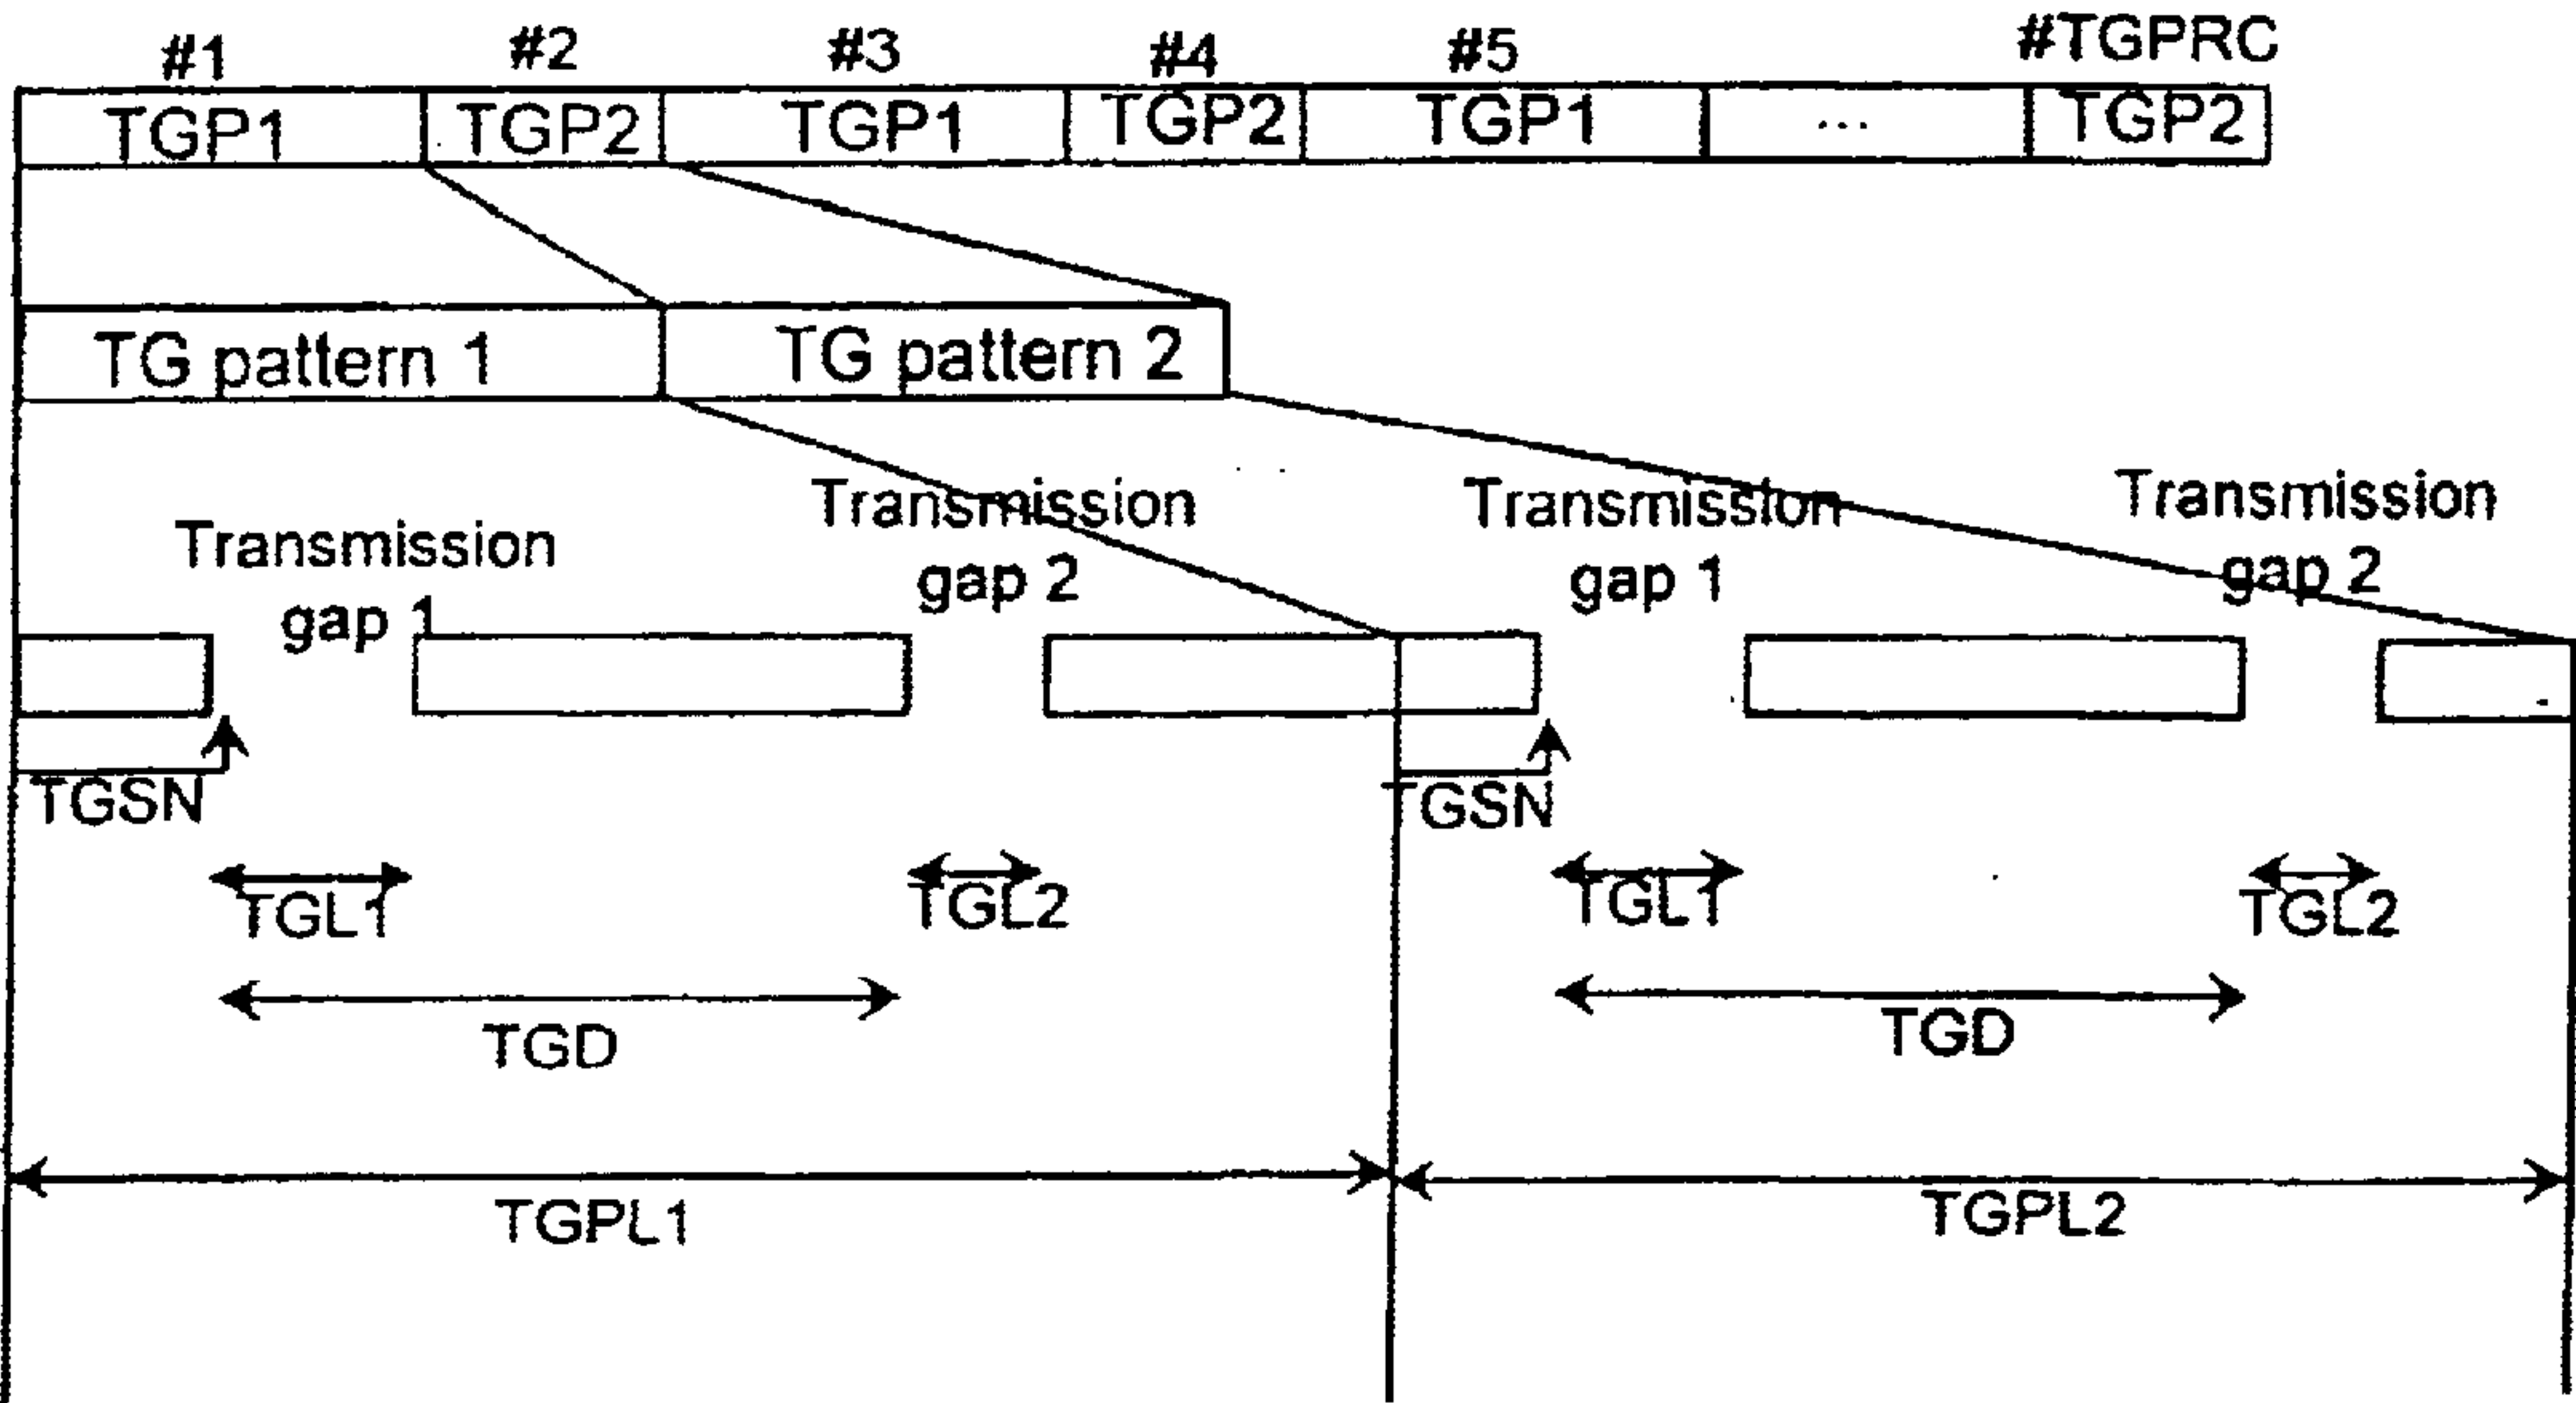 #1 #2 #3 #4 #5 #TGPRC
TGP1 TGP2 TGP1 TGP2 TGP1 ... TGP2
TG pattern 1 TG pattern 2
Transmission
gap 1
Transmission
gap 2
Transmission
gap 1
Transmission
gap 2
TGSN TGSN
TGL1 TGL2 TGL1 TGL2
TGD TGD
TGPL1 TGPL2